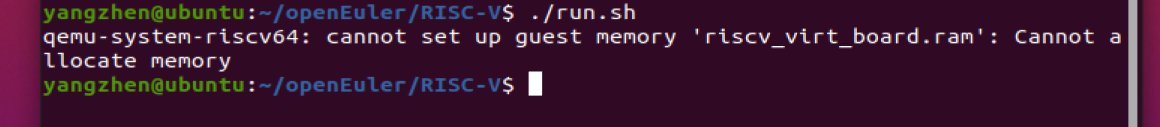 yangzhen@ubuntu:~/openEuler/RISC-V$ ./run.sh
qemu-system-riscv64: cannot set up guest memory 'riscv_virt_board.ram': Cannot a
llocate memory
yangzhen@ubuntu:~/openEuler/RISC-V$